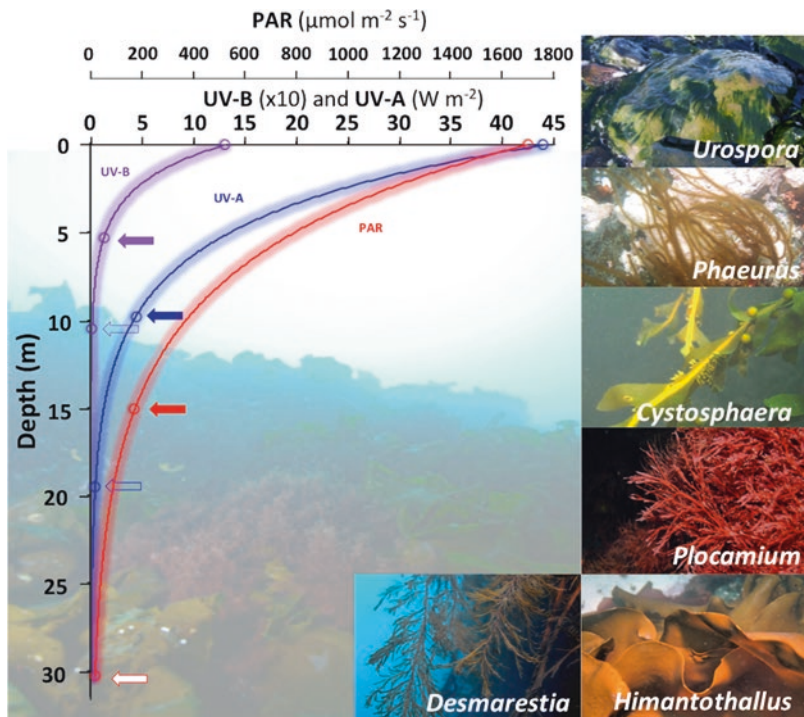 PAR (µmol m⁻² s⁻¹)
0 200 400 600 1000 1200 1400 1600 1800
UV-B (x10) and UV-A (W m⁻²)
0 5 10 15 20 25 30 35 40 45
Depth (m)
0
5
10
15
20
25
30
UV-B
UV-A
PAR
Urospora
Phaeurus
Cystosphaera
Plocamium
Desmarestia
Himantothallus